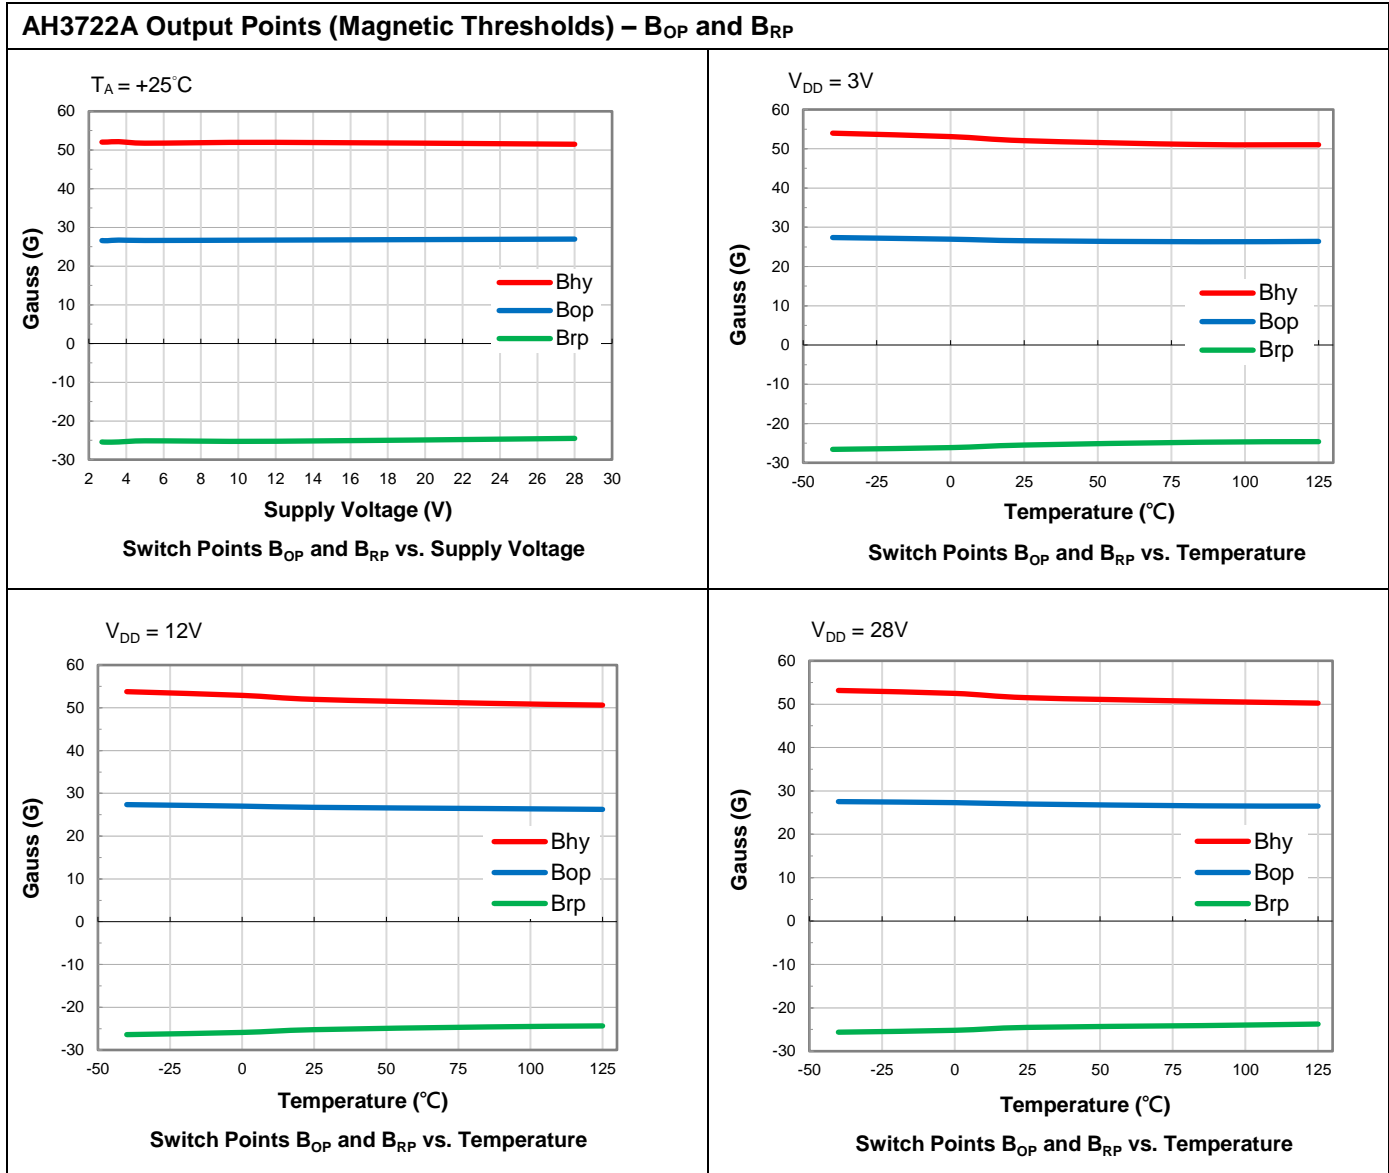 AH3722A Output Points (Magnetic Thresholds) – BOP and BRP
TA = +25°C
60
50
40
30
20
10
0
-10
-20
-30
Gauss (G)
Bhy
Bop
Brp
2 4 6 8 10 12 14 16 18 20 22 24 26 28 30
Supply Voltage (V)
Switch Points BOP and BRP vs. Supply Voltage
VDD = 3V
60
50
40
30
20
10
0
-10
-20
-30
Gauss (G)
Bhy
Bop
Brp
-50 -25 0 25 50 75 100 125
Temperature (℃)
Switch Points BOP and BRP vs. Temperature
VDD = 12V
60
50
40
30
20
10
0
-10
-20
-30
Gauss (G)
Bhy
Bop
Brp
-50 -25 0 25 50 75 100 125
Temperature (℃)
Switch Points BOP and BRP vs. Temperature
VDD = 28V
60
50
40
30
20
10
0
-10
-20
-30
Gauss (G)
Bhy
Bop
Brp
-50 -25 0 25 50 75 100 125
Temperature (℃)
Switch Points BOP and BRP vs. Temperature